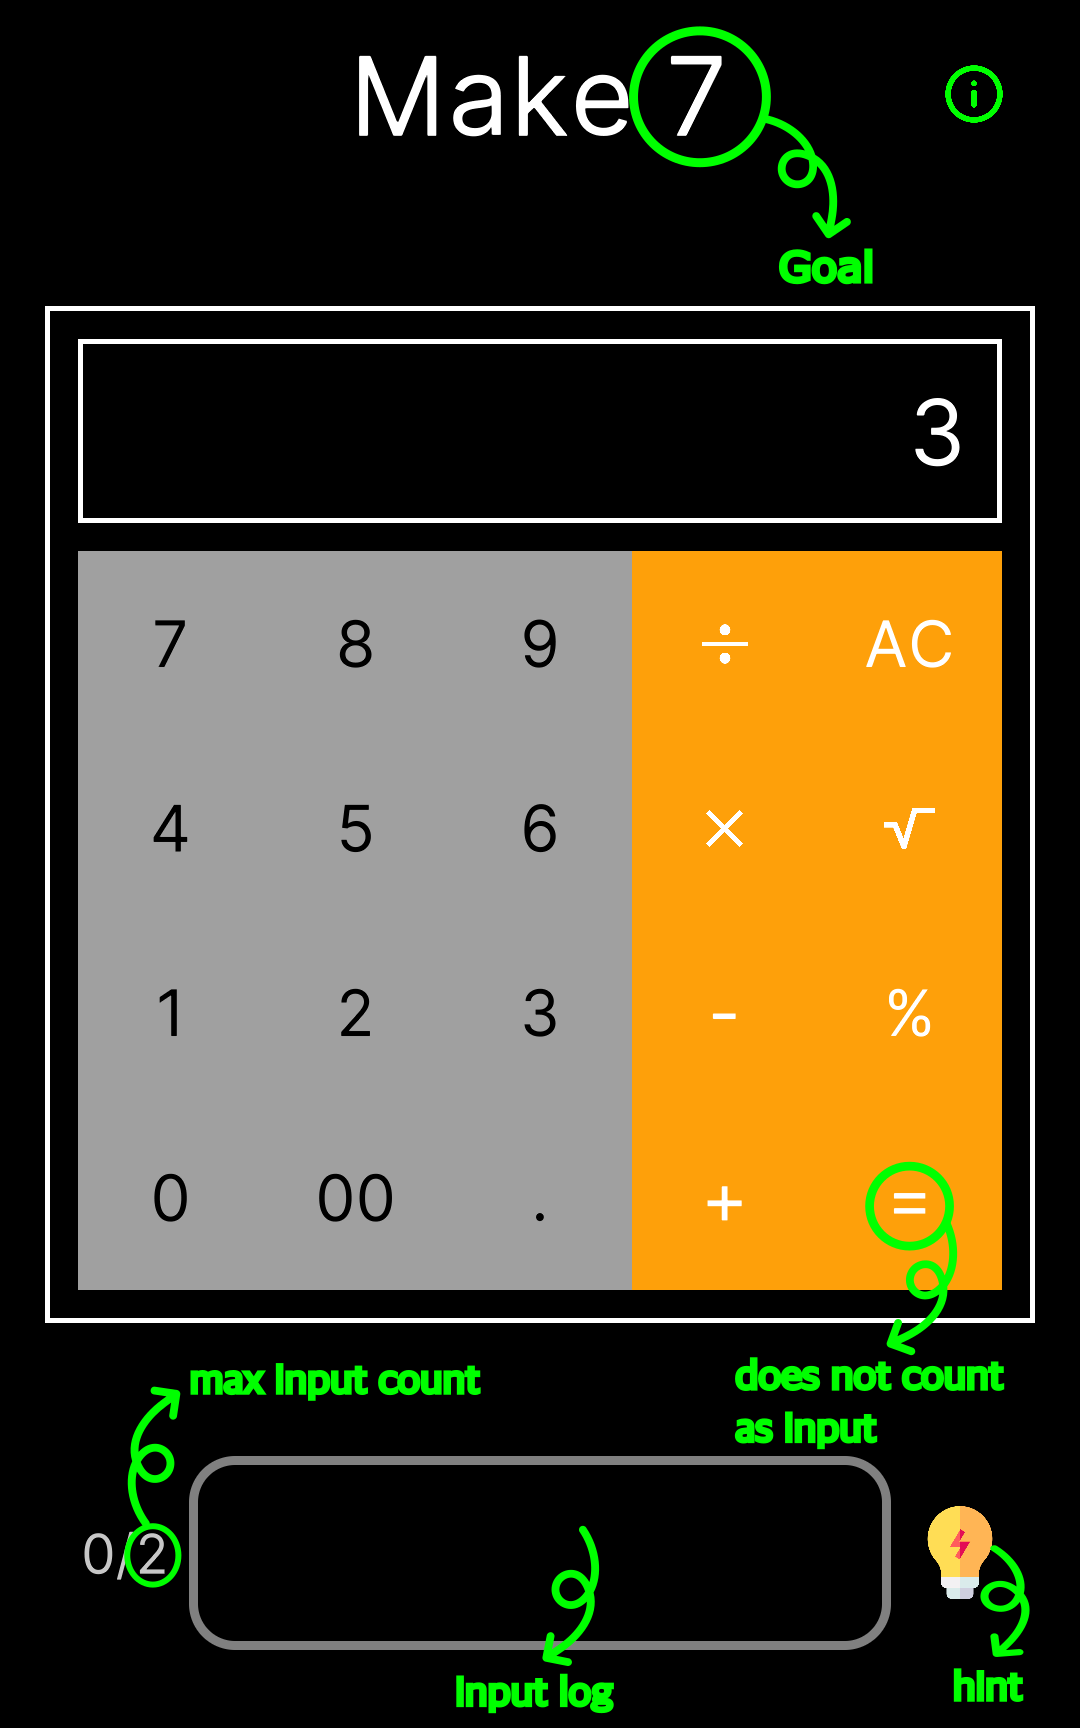 Make 7
Goal
3
7 8 9 ÷ AC
4 5 6 × √
1 2 3 - %
0 00 . + =
max input count
does not count
as input
0/2
input log
hint